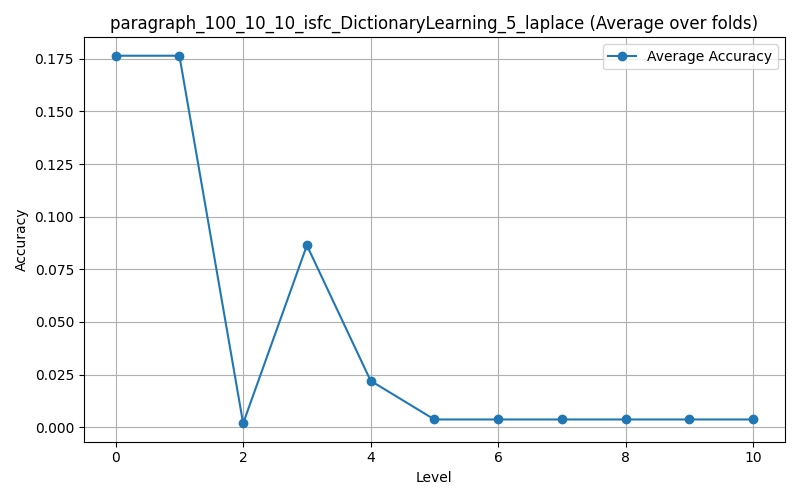 paragraph_100_10_10_isfc_DictionaryLearning_5_laplace (Average over folds)
Average Accuracy
0.175
0.150
0.125
0.100
0.075
0.050
0.025
0.000
Accuracy
0 2 4 6 8 10
Level